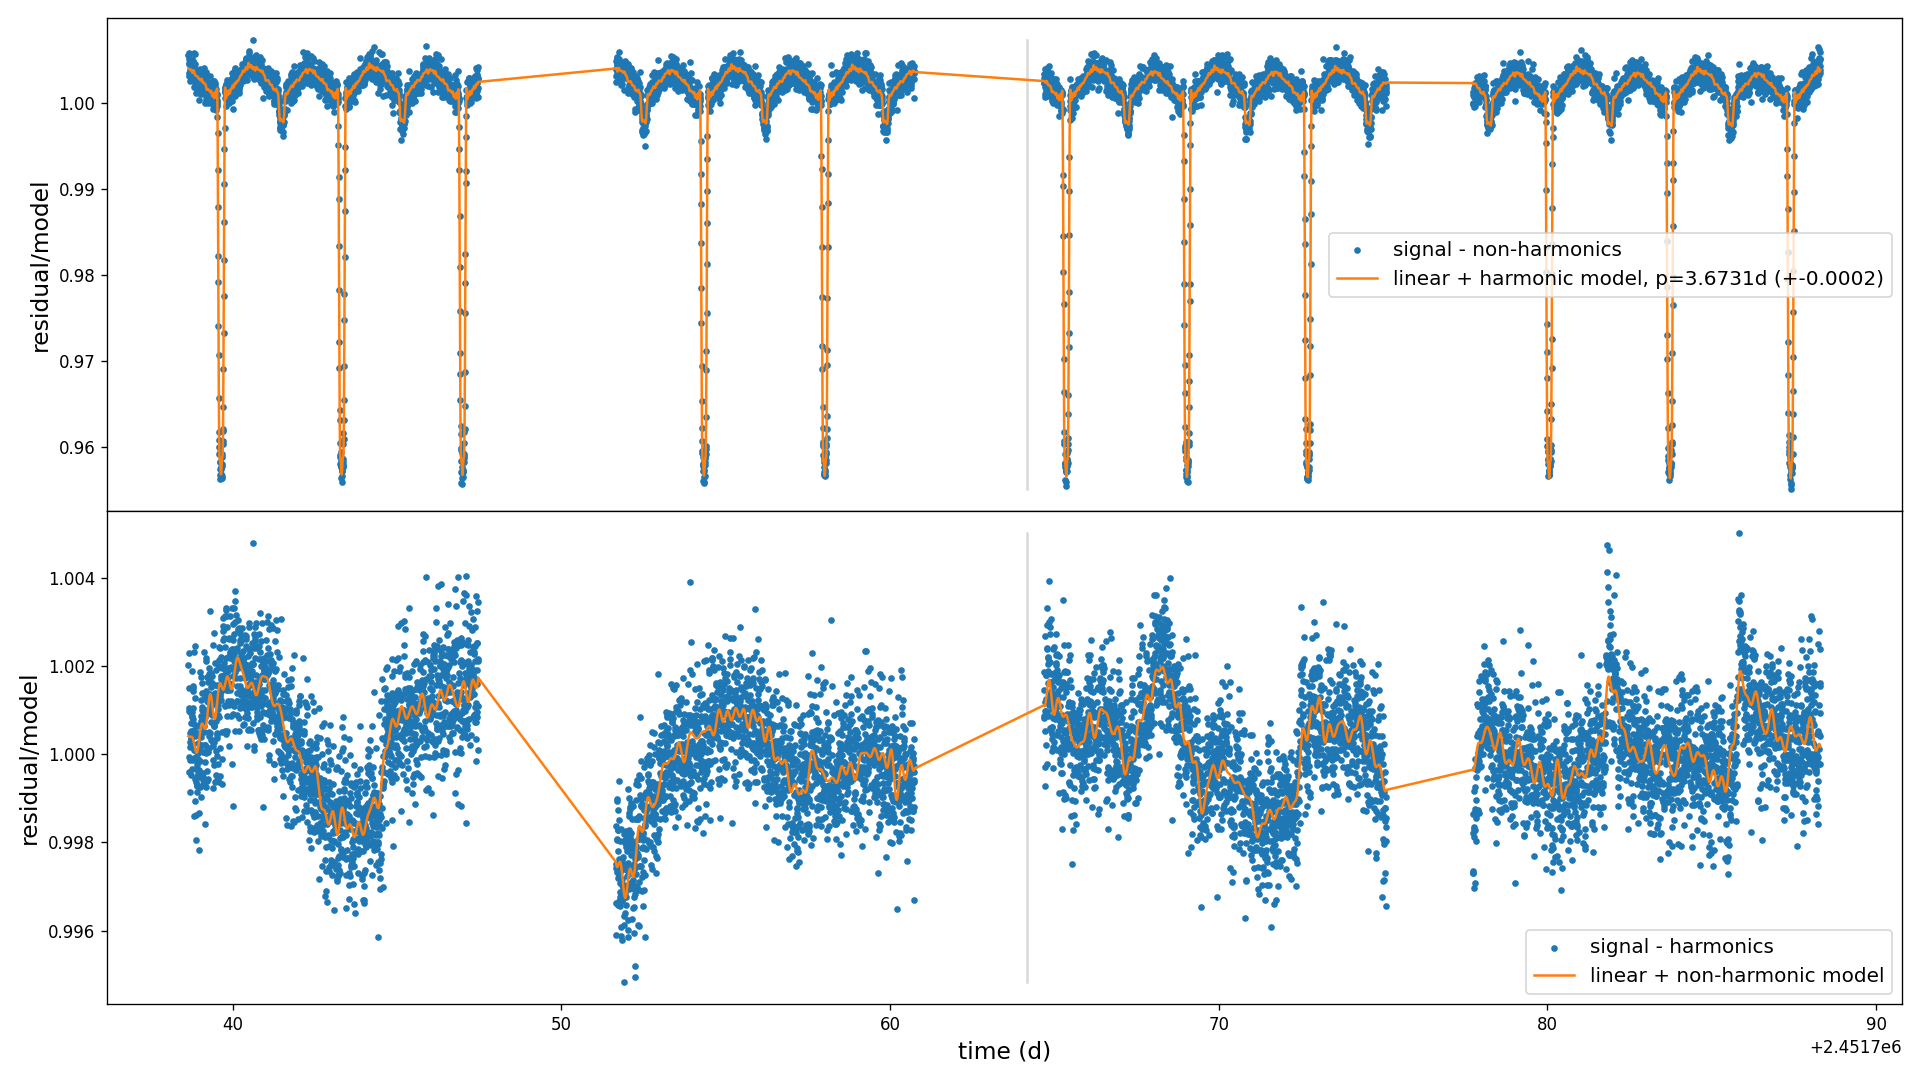 residual/model
1.00
0.99
0.98
0.97
0.96
signal - non-harmonics
linear + harmonic model, p=3.6731d (+-0.0002)
residual/model
1.004
1.002
1.000
0.998
0.996
signal - harmonics
linear + non-harmonic model
40 50 60 70 80 90
time (d)
+2.4517e6